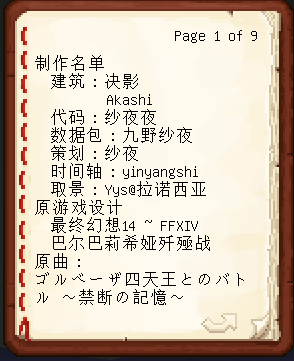 Page 1 of 9
制作名单
建筑：决影
Akashi
代码：纱夜夜
数据包：九野纱夜
策划：纱夜
时间轴：yinyangshi
取景：Yys@拉诺西亚
原游戏设计
最终幻想14 ~ FFXIV
巴尔巴莉希娅歼殛战
原曲：
ゴルベーザ四天王とのバト
ル ～禁断の記憶～